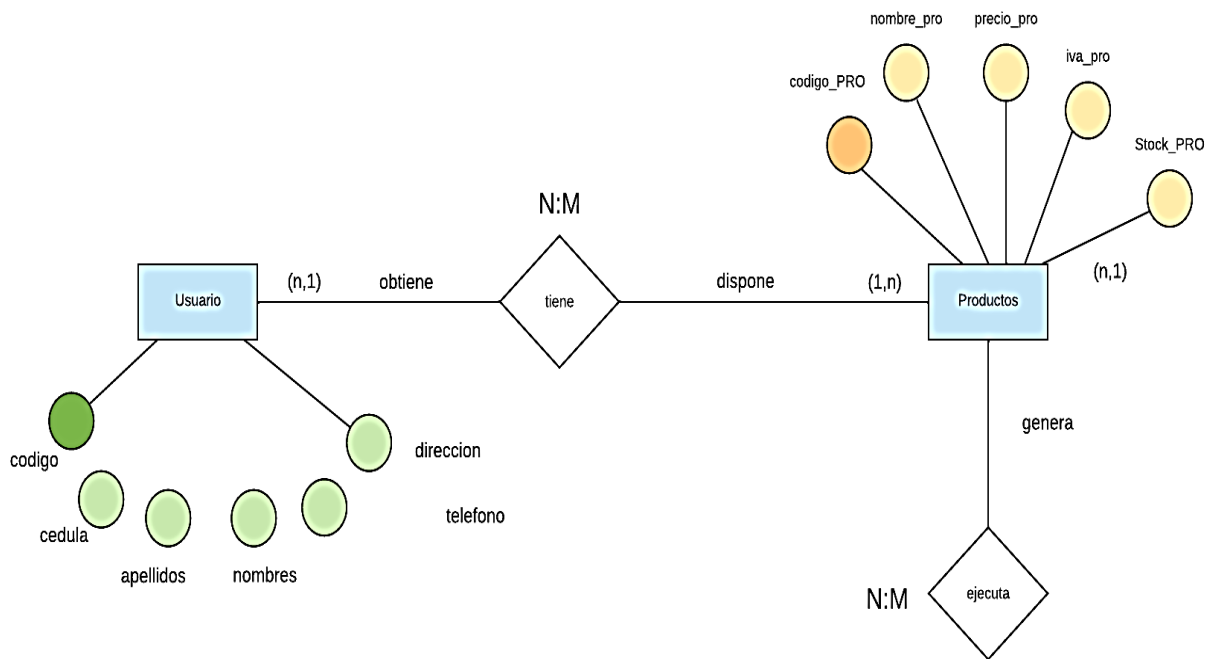 nombre_pro
precio_pro
iva_pro
codigo_PRO
Stock_PRO
N:M
Usuario
(n,1)
obtiene
tiene
dispone
(1,n)
Productos
(n,1)
genera
codigo
direccion
cedula
telefono
apellidos
nombres
N:M
ejecuta